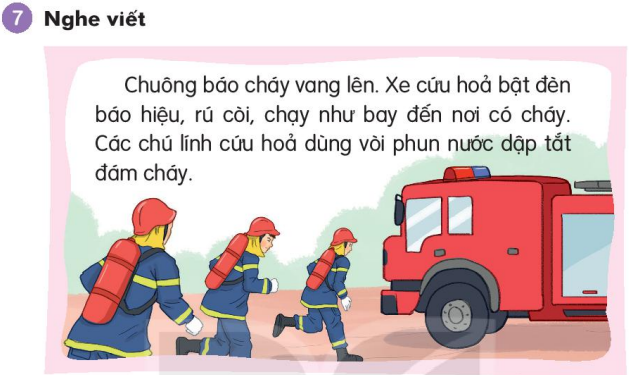 7 Nghe viết
Chuông báo cháy vang lên. Xe cứu hoả bật đèn
báo hiệu, rú còi, chạy như bay đến nơi có cháy.
Các chú lính cứu hoả dùng vòi phun nước dập tắt
đám cháy.